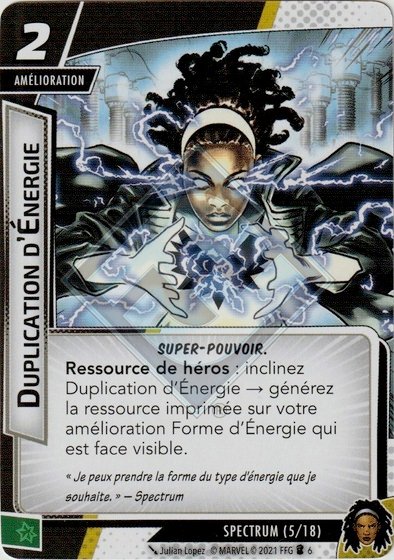 2
AMÉLIORATION
DUPLICATION D'ÉNERGIE
SUPER-POUVOIR.
Ressource de héros : inclinez
Duplication d'Énergie → générez
la ressource imprimée sur votre
amélioration Forme d'Énergie qui
est face visible.
« Je peux prendre la forme du type d'énergie que je
souhaite. » — Spectrum
SPECTRUM (5/18)
Julian Lopez © MARVEL © 2021 FFG 6